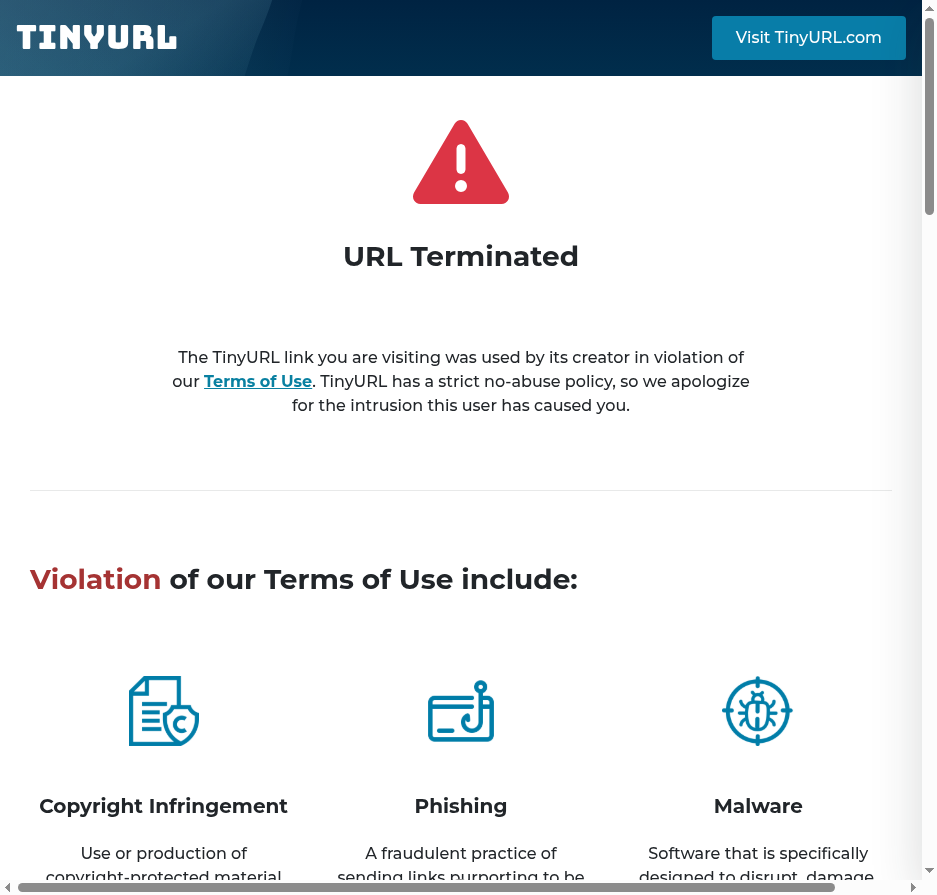 TINYURL
Visit TinyURL.com
URL Terminated
The TinyURL link you are visiting was used by its creator in violation of
our Terms of Use. TinyURL has a strict no-abuse policy, so we apologize
for the intrusion this user has caused you.
Violation of our Terms of Use include:
Copyright Infringement
Phishing
Malware
Use or production of
A fraudulent practice of
Software that is specifically
copyright-protected material
sending links purporting to be
designed to disrupt, damage,